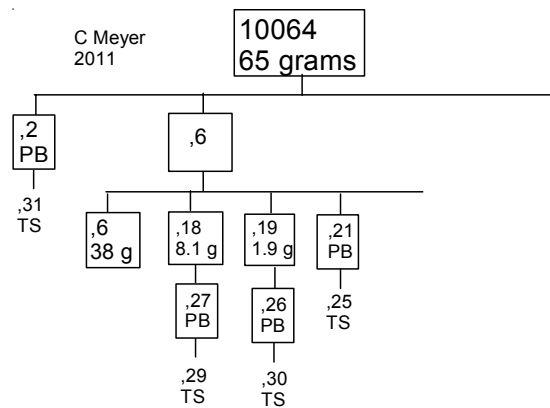 C Meyer
2011
10064
65 grams
,2
PB
,6
,31
TS
,6
38 g
,18
8.1 g
,19
1.9 g
,21
PB
,27
PB
,26
PB
,25
TS
,29
TS
,30
TS